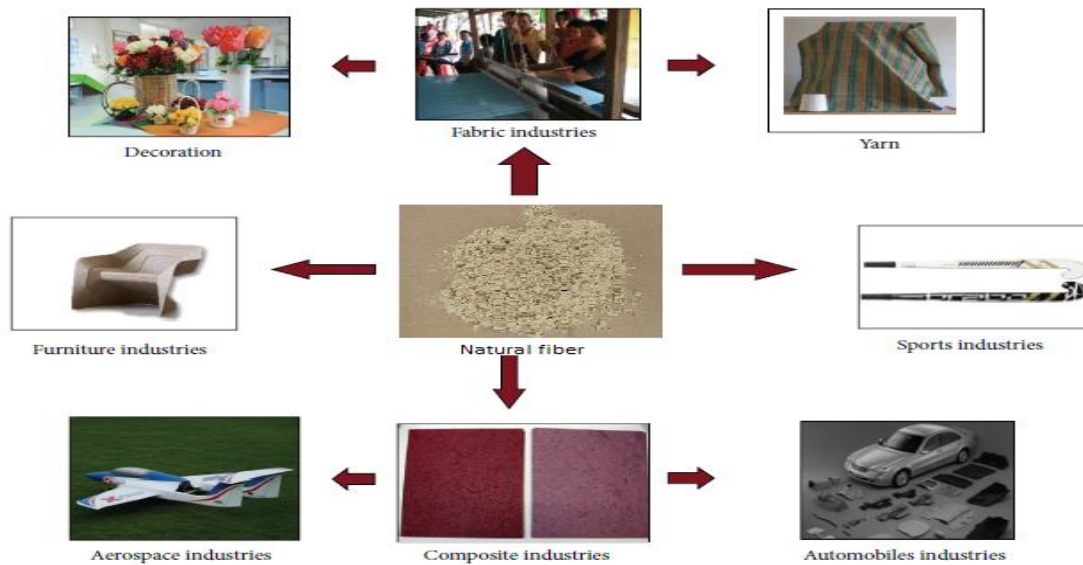 Decoration
Fabric industries
Yarn
Furniture industries
Natural fiber
Sports industries
Aerospace industries
Composite industries
Automobiles industries